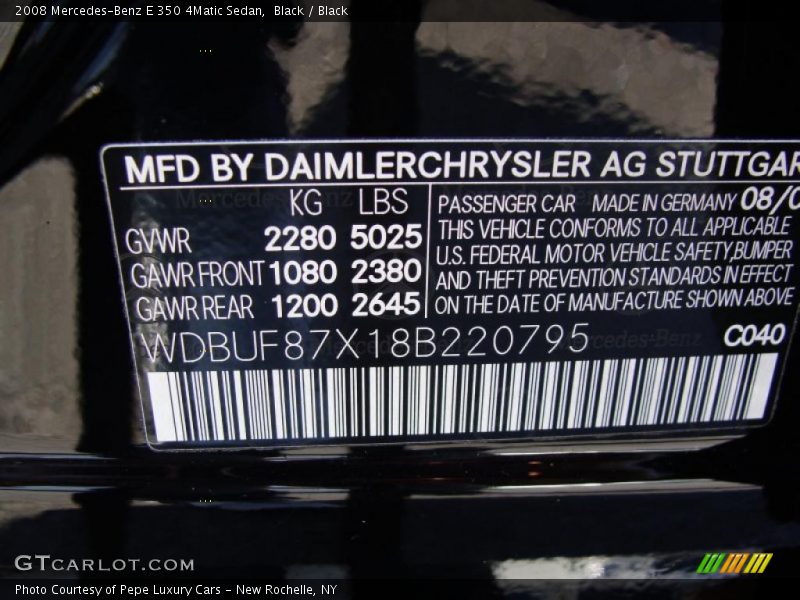 2008 Mercedes-Benz E 350 4Matic Sedan, Black / Black
MFD BY DAIMLERCHRYSLER AG STUTTGAR
KG LBS
GVWR 2280 5025
GAWR FRONT 1080 2380
GAWR REAR 1200 2645
PASSENGER CAR MADE IN GERMANY 08/0
THIS VEHICLE CONFORMS TO ALL APPLICABLE
U.S. FEDERAL MOTOR VEHICLE SAFETY,BUMPER
AND THEFT PREVENTION STANDARDS IN EFFECT
ON THE DATE OF MANUFACTURE SHOWN ABOVE
WDBUF87X18B220795 C040
GTCARLOT.COM
Photo Courtesy of Pepe Luxury Cars - New Rochelle, NY